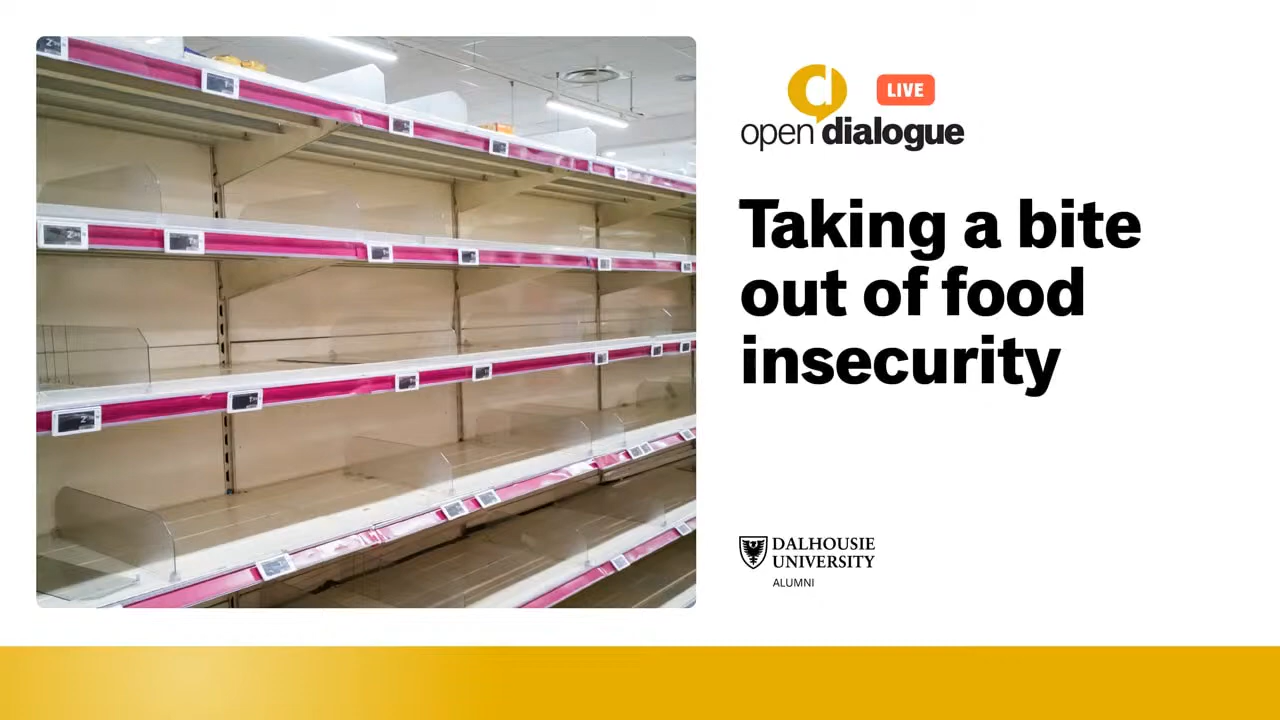 open dialogue
LIVE
Taking a bite
out of food
insecurity
DALHOUSIE
UNIVERSITY
ALUMNI